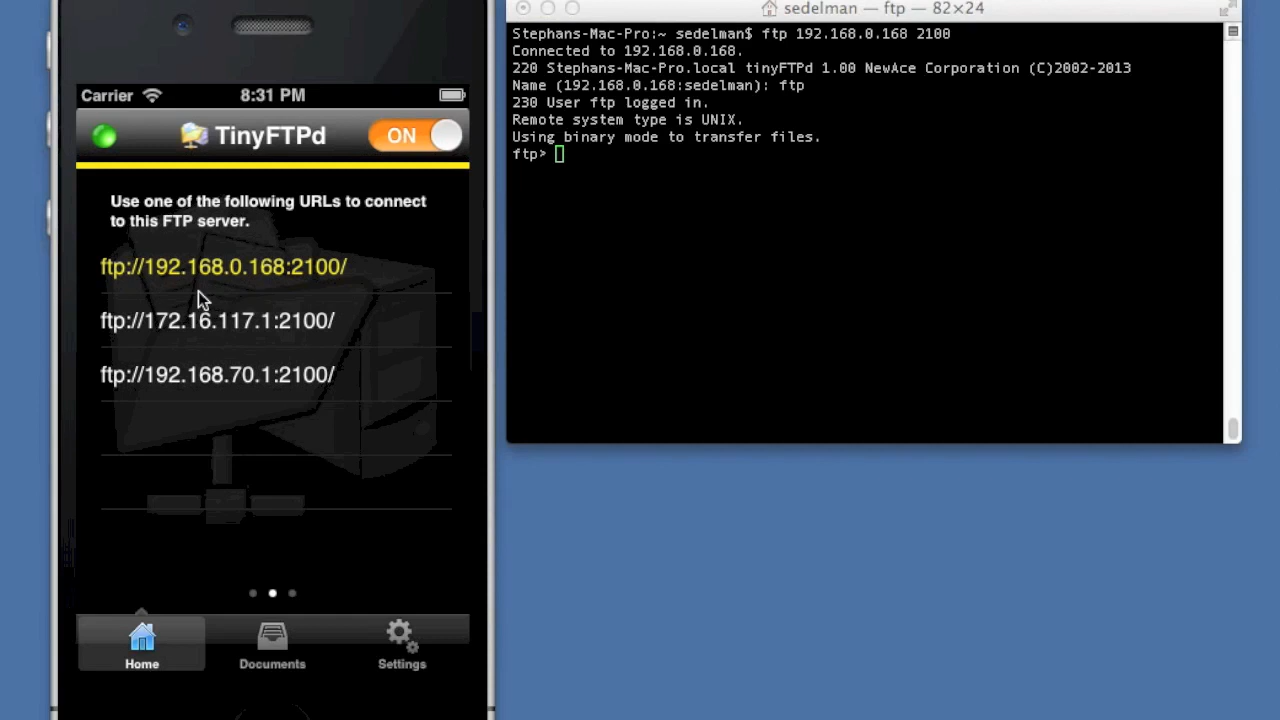 Carrier 8:31 PM
TinyFTPd ON
Use one of the following URLs to connect
to this FTP server.
ftp://192.168.0.168:2100/
ftp://172.16.117.1:2100/
ftp://192.168.70.1:2100/
Home Documents Settings
sedelman — ftp — 82×24
Stephans-Mac-Pro:~ sedelman$ ftp 192.168.0.168 2100
Connected to 192.168.0.168.
220 Stephans-Mac-Pro.local tinyFTPd 1.00 NewAce Corporation (C)2002-2013
Name (192.168.0.168:sedelman): ftp
230 User ftp logged in.
Remote system type is UNIX.
Using binary mode to transfer files.
ftp>